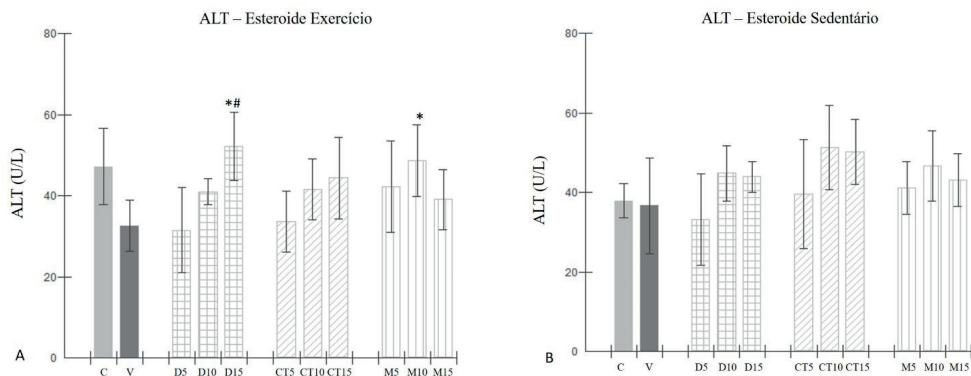 ALT – Esteroide Exercício
80
60
40
20
0
ALT (U/L)
*#
*
A
C V D5 D10 D15 CT5 CT10 CT15 M5 M10 M15
ALT – Esteroide Sedentário
80
60
40
20
0
ALT (U/L)
B
C V D5 D10 D15 CT5 CT10 CT15 M5 M10 M15